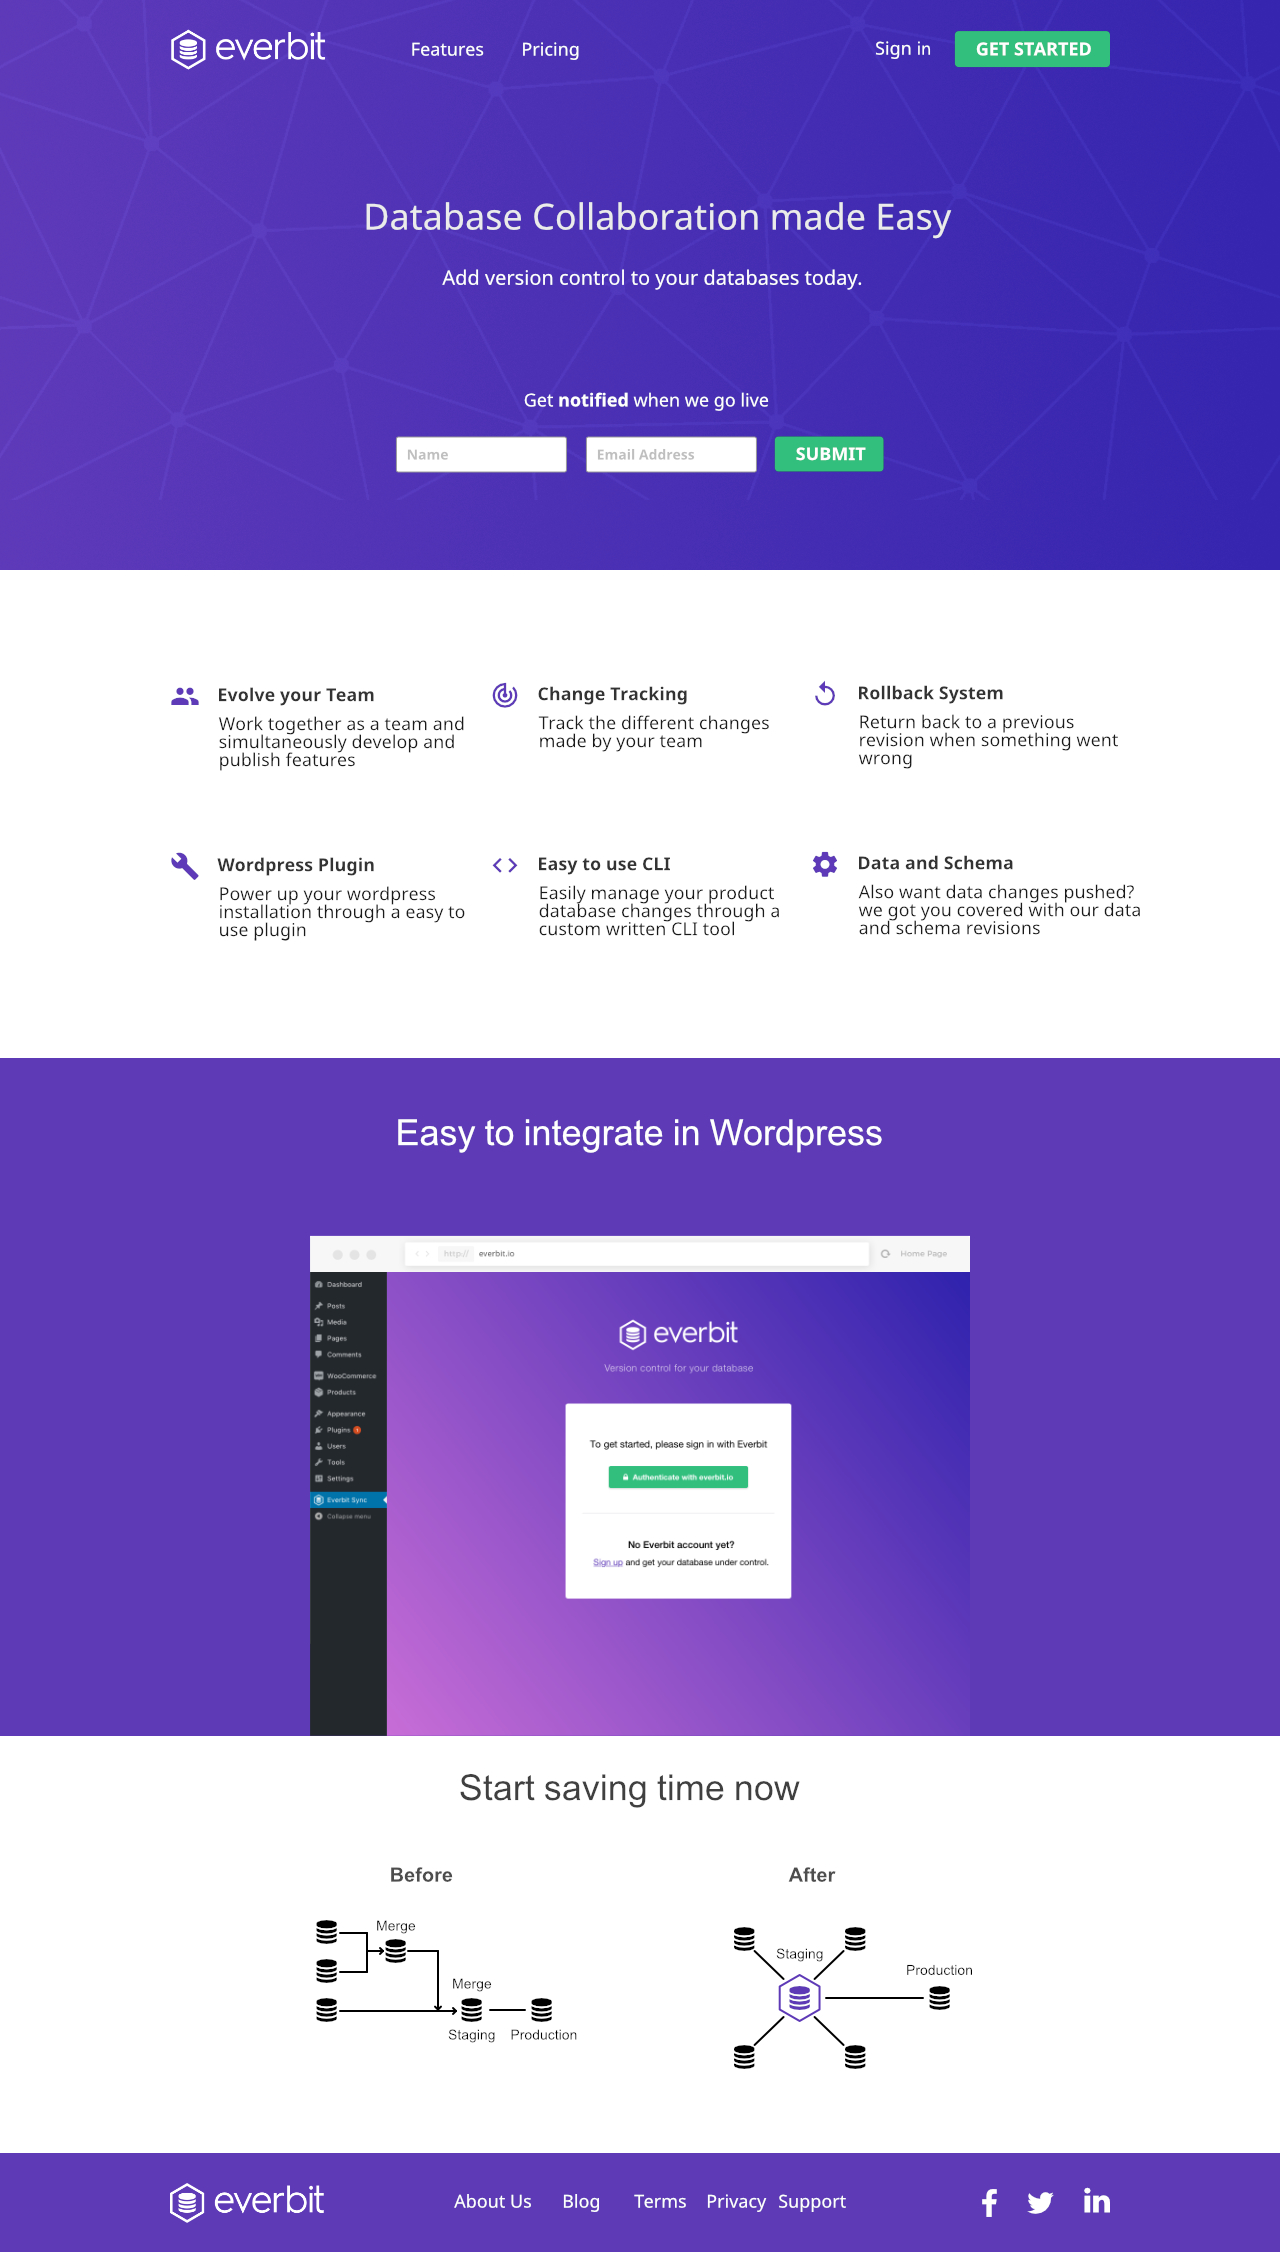 everbit
Features
Pricing
Sign in
GET STARTED
Database Collaboration made Easy
Add version control to your databases today.
Get notified when we go live
Name
Email Address
SUBMIT
Evolve your Team
Work together as a team and
simultaneously develop and
publish features
Change Tracking
Track the different changes
made by your team
Rollback System
Return back to a previous
revision when something went
wrong
Wordpress Plugin
Power up your wordpress
installation through a easy to
use plugin
Easy to use CLI
Easily manage your product
database changes through a
custom written CLI tool
Data and Schema
Also want data changes pushed?
we got you covered with our data
and schema revisions
Easy to integrate in Wordpress
http://
everbit.io
Home Page
Dashboard
Posts
Media
Pages
Comments
WooCommerce
Products
Appearance
Plugins 1
Users
Tools
Settings
Everbit Sync
Collapse menu
everbit
Version control for your database
To get started, please sign in with Everbit
Authenticate with everbit.io
No Everbit account yet?
Sign up and get your database under control.
Start saving time now
Before
Merge
Merge
Staging
Production
After
Staging
Production
everbit
About Us
Blog
Terms
Privacy
Support